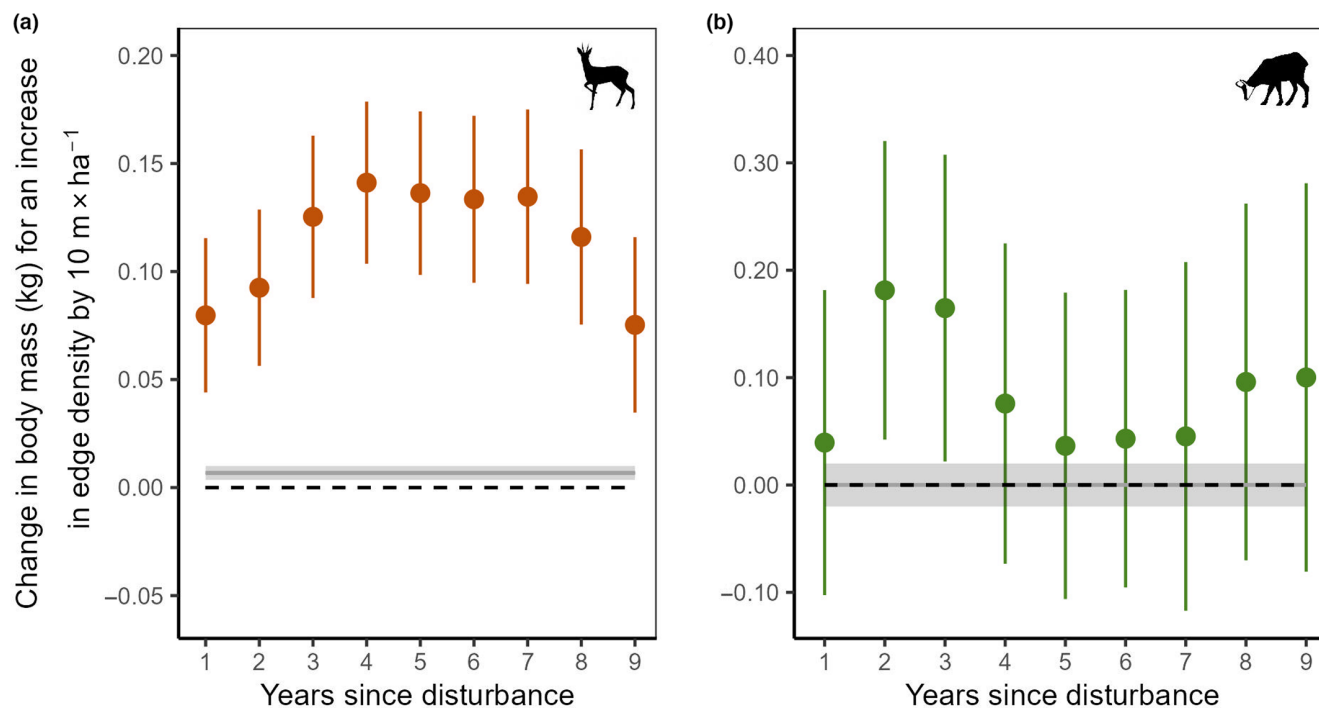 (a)
(b)
Change in body mass (kg) for an increase
in edge density by 10 m × ha⁻¹
0.20
0.15
0.10
0.05
0.00
−0.05
1 2 3 4 5 6 7 8 9
Years since disturbance
0.40
0.30
0.20
0.10
0.00
−0.10
1 2 3 4 5 6 7 8 9
Years since disturbance